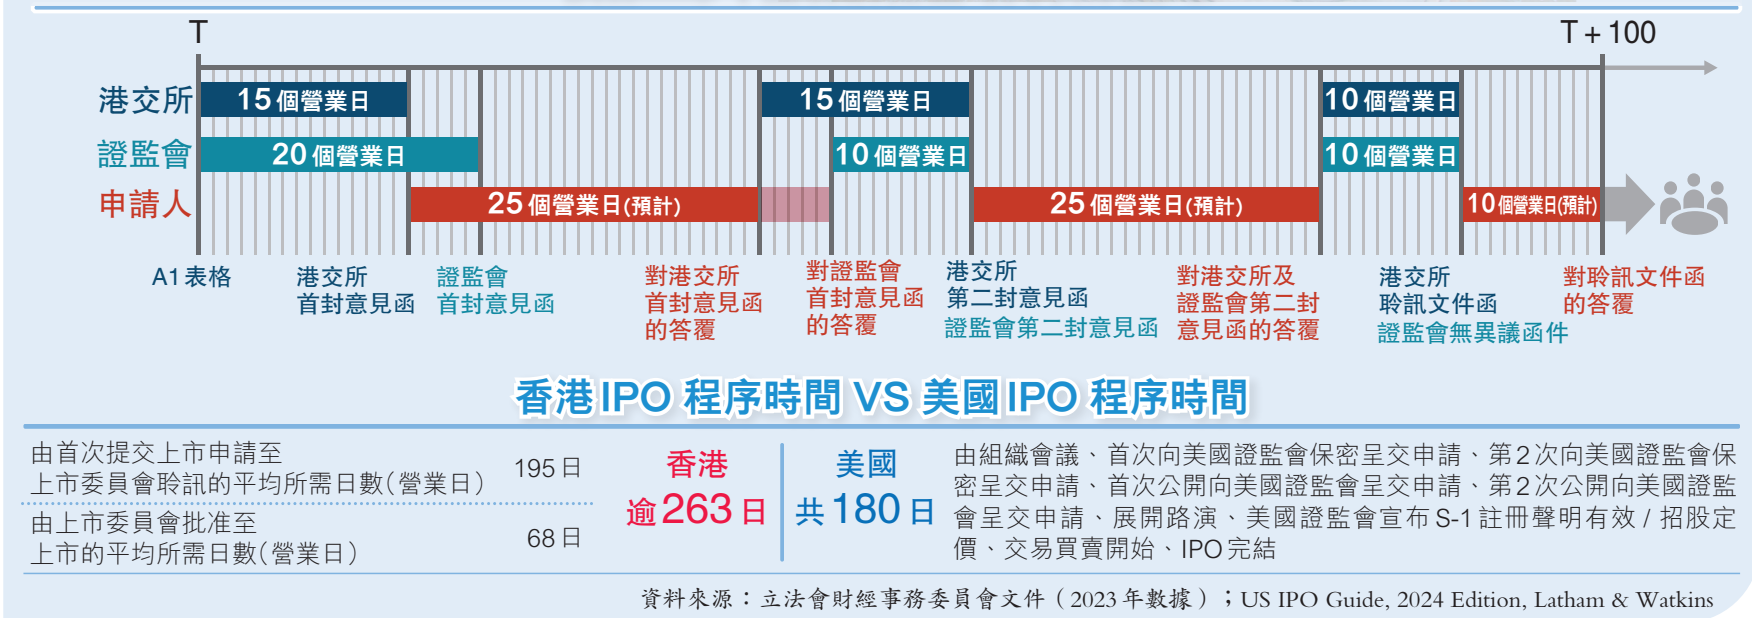 T
T + 100
港交所
15個營業日
15個營業日
10個營業日
證監會
20個營業日
10個營業日
10個營業日
申請人
25個營業日(預計)
25個營業日(預計)
10個營業日(預計)
A1表格
港交所
首封意見函
證監會
首封意見函
對港交所
首封意見函
的答覆
對證監會
首封意見函
的答覆
港交所
第二封意見函
證監會第二封意見函
對港交所及
證監會第二封
意見函的答覆
港交所
聆訊文件函
證監會無異議函件
對聆訊文件函
的答覆
香港IPO 程序時間 VS 美國IPO 程序時間
由首次提交上市申請至
上市委員會聆訊的平均所需日數(營業日)
195日
由上市委員會批准至
上市的平均所需日數(營業日)
68日
香港
逾263日
美國
共180日
由組織會議、首次向美國證監會保密呈交申請、第2次向美國證監會保
密呈交申請、首次公開向美國證監會呈交申請、第2次公開向美國證監
會呈交申請、展開路演、美國證監會宣布S-1註冊聲明有效 / 招股定
價、交易買賣開始、IPO完結
資料來源：立法會財經事務委員會文件（2023年數據）；US IPO Guide, 2024 Edition, Latham & Watkins